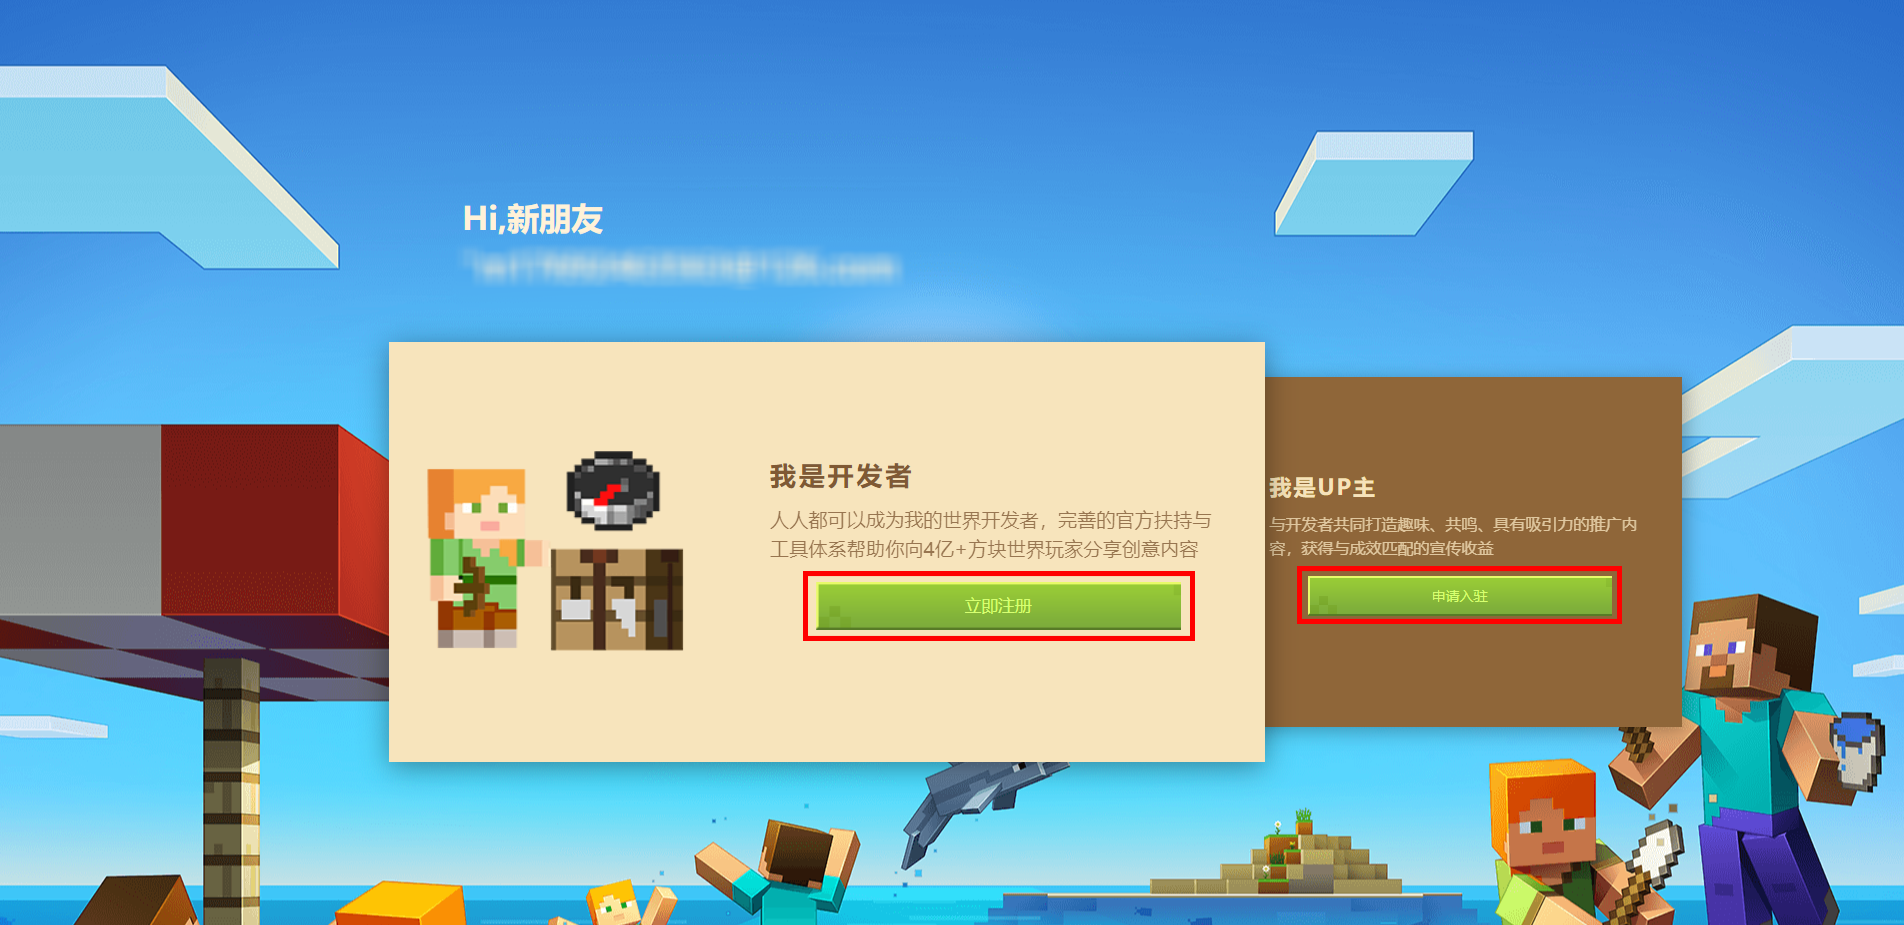 Hi,新朋友
我是开发者
人人都可以成为我的世界开发者，完善的官方扶持与
工具体系帮助你向4亿+方块世界玩家分享创意内容
立即注册
我是UP主
与开发者共同打造趣味、共鸣、具有吸引力的推广内
容，获得与成效匹配的宣传收益
申请入驻